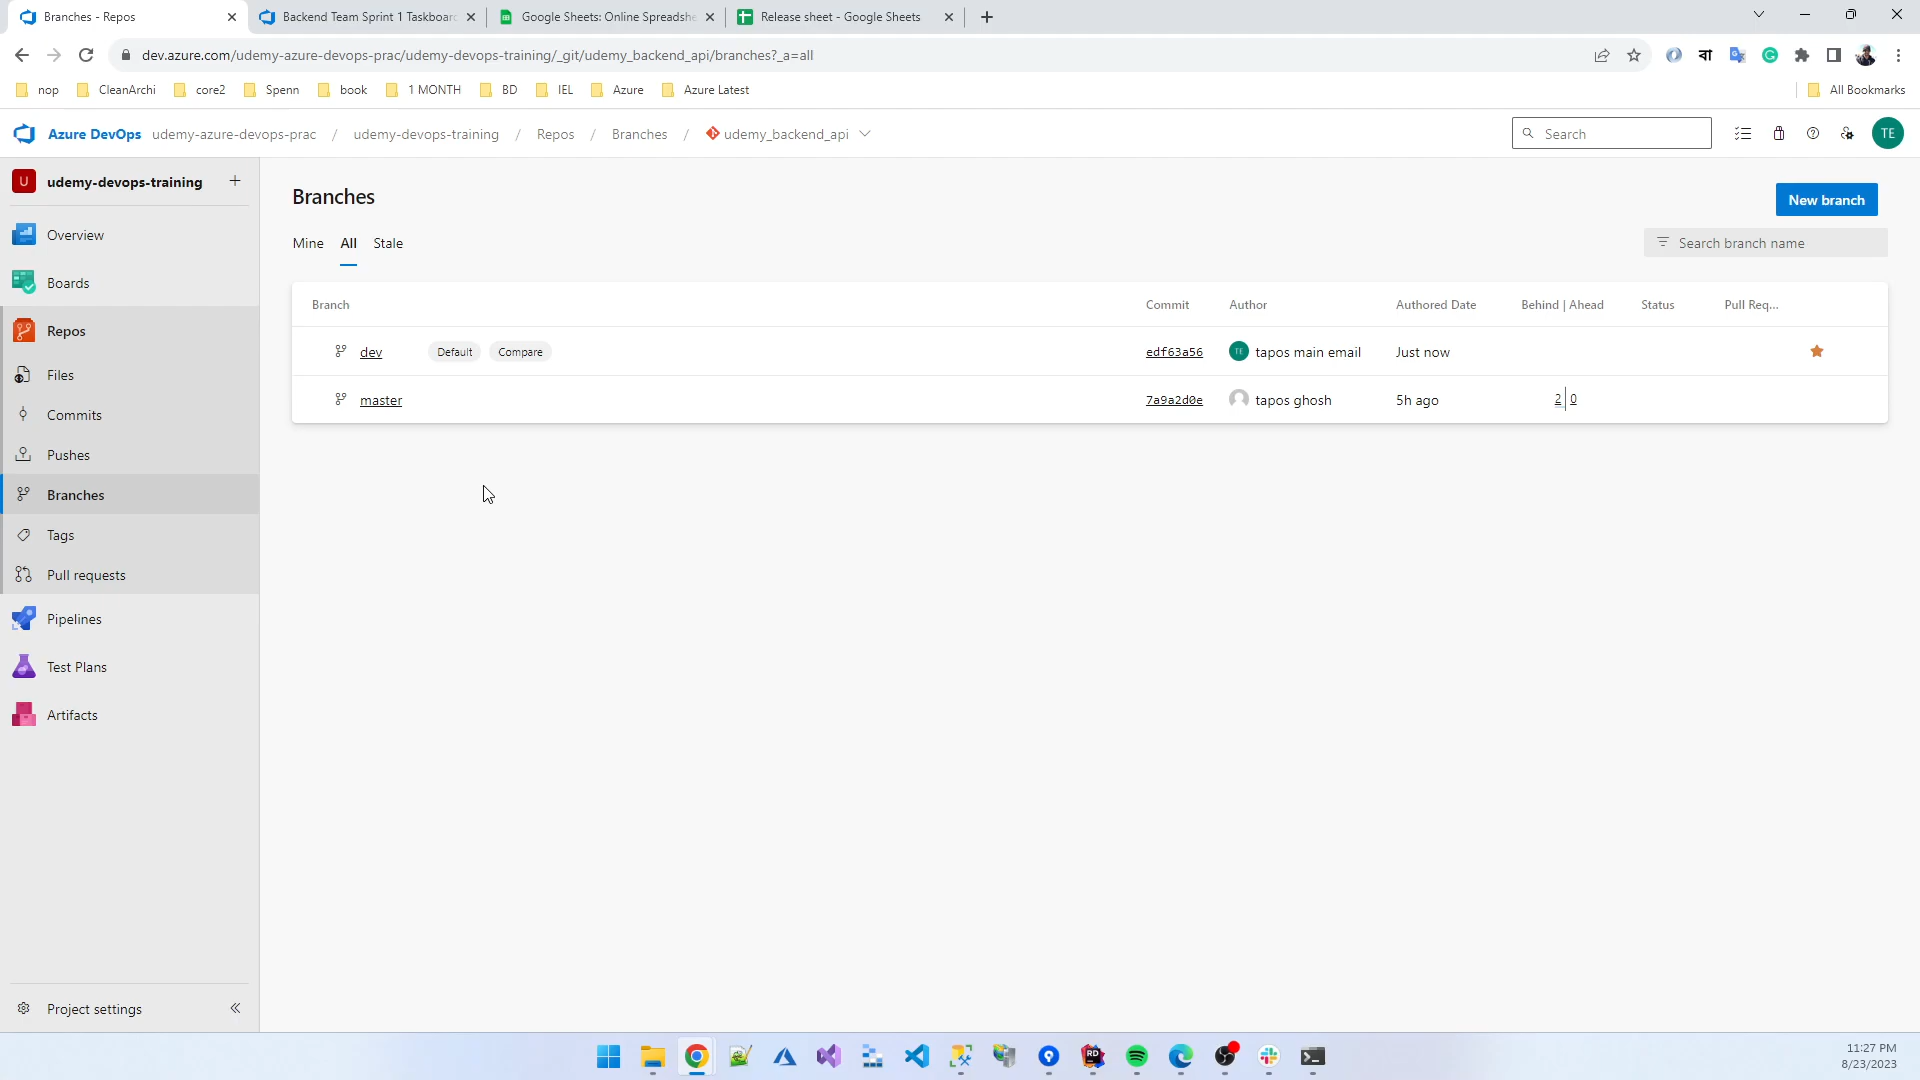 Branches - Repos
Backend Team Sprint 1 Taskboard
Google Sheets: Online Spreadshe
Release sheet - Google Sheets
dev.azure.com/udemy-azure-devops-prac/udemy-devops-training/_git/udemy_backend_api/branches?_a=all
nop
CleanArchi
core2
Spenn
book
1 MONTH
BD
IEL
Azure
Azure Latest
All Bookmarks
Azure DevOps udemy-azure-devops-prac / udemy-devops-training / Repos / Branches / udemy_backend_api
Search
TE
U udemy-devops-training
Overview
Boards
Repos
Files
Commits
Pushes
Branches
Tags
Pull requests
Pipelines
Test Plans
Artifacts
Project settings
Branches
New branch
Mine All Stale
Search branch name
Branch Commit Author Authored Date Behind | Ahead Status Pull Req...
dev Default Compare edf63a56 TE tapos main email Just now
master 7a9a2d0e tapos ghosh 5h ago 2 0
RD
11:27 PM
8/23/2023